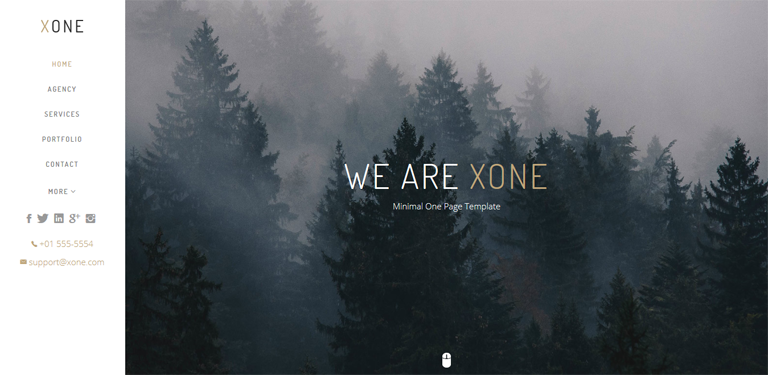 XONE
HOME
AGENCY
SERVICES
PORTFOLIO
CONTACT
MORE
+01 555-5554
support@xone.com
WE ARE XONE
Minimal One Page Template